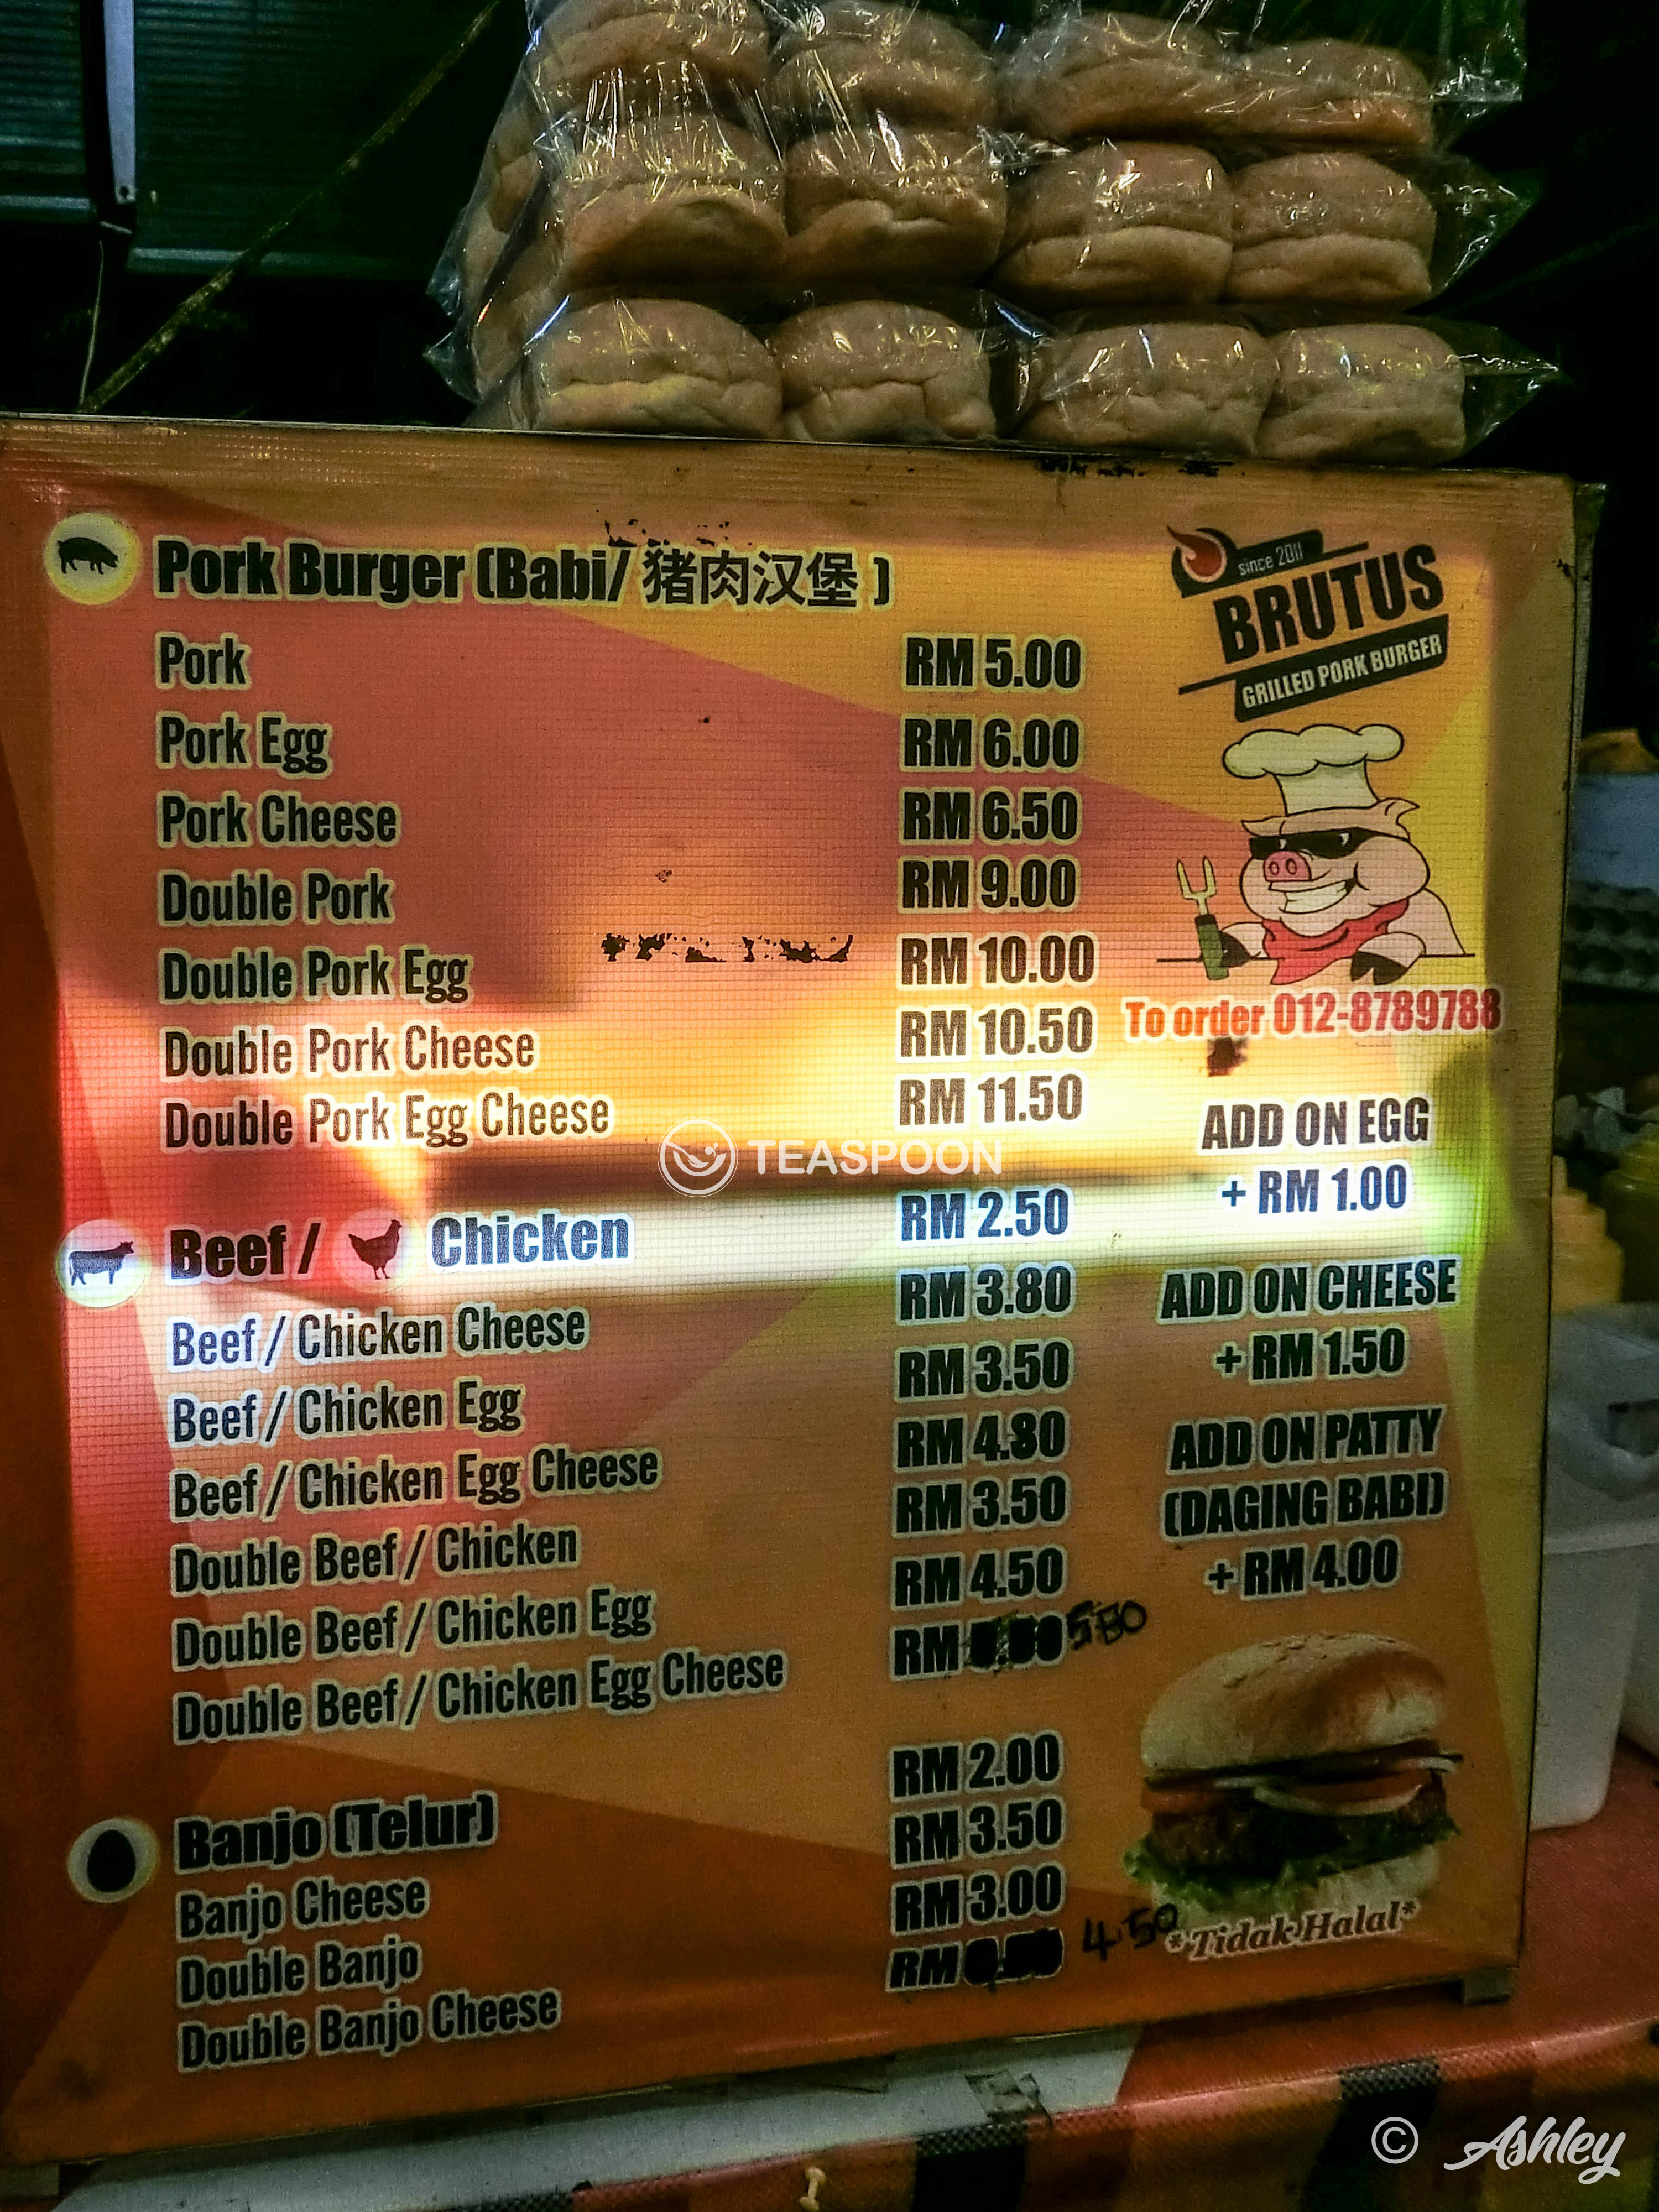 Pork Burger (Babi/ 猪肉汉堡 )
Pork RM 5.00
Pork Egg RM 6.00
Pork Cheese RM 6.50
Double Pork RM 9.00
Double Pork Egg RM 10.00
Double Pork Cheese RM 10.50
Double Pork Egg Cheese RM 11.50
Beef / Chicken RM 2.50
Beef / Chicken Cheese RM 3.80
Beef / Chicken Egg RM 3.50
Beef / Chicken Egg Cheese RM 4.80
Double Beef / Chicken RM 3.50
Double Beef / Chicken Egg RM 4.50
Double Beef / Chicken Egg Cheese RM 5.80
Banjo (Telur) RM 2.00
Banjo Cheese RM 3.50
Double Banjo RM 3.00
Double Banjo Cheese RM 4.50
since 2011
BRUTUS
GRILLED PORK BURGER
To order 012-8789788
ADD ON EGG
+ RM 1.00
ADD ON CHEESE
+ RM 1.50
ADD ON PATTY
(DAGING BABI)
+ RM 4.00
*Tidak Halal*
TEASPOON
© Ashley